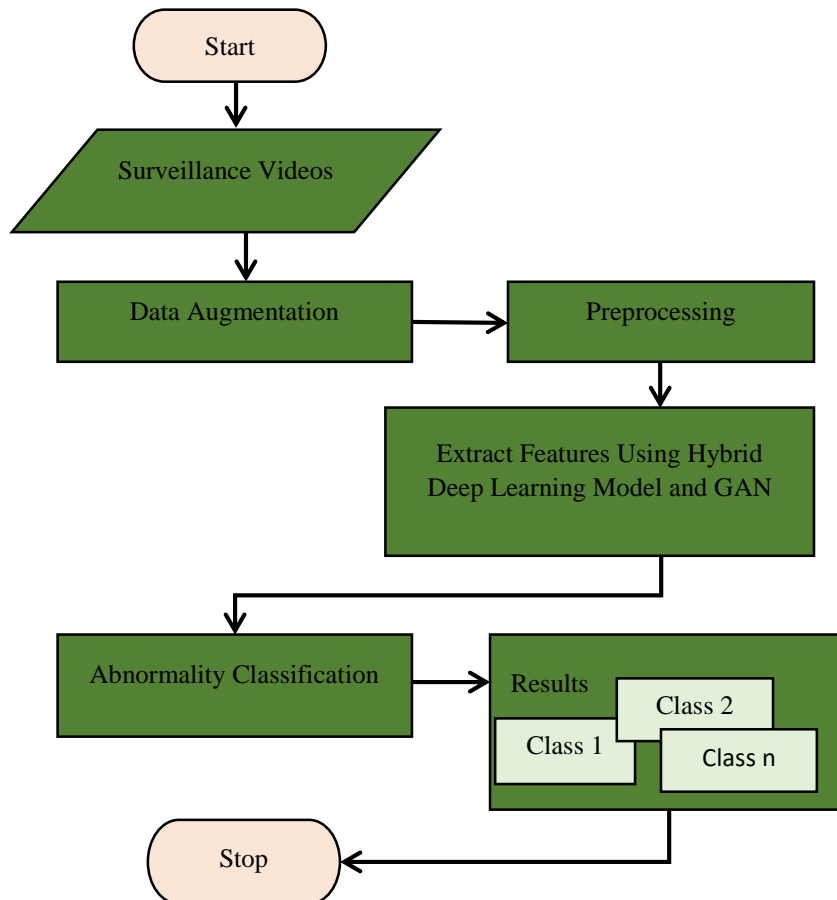 Start
Surveillance Videos
Data Augmentation
Preprocessing
Extract Features Using Hybrid
Deep Learning Model and GAN
Abnormality Classification
Results
Class 2
Class 1
Class n
Stop